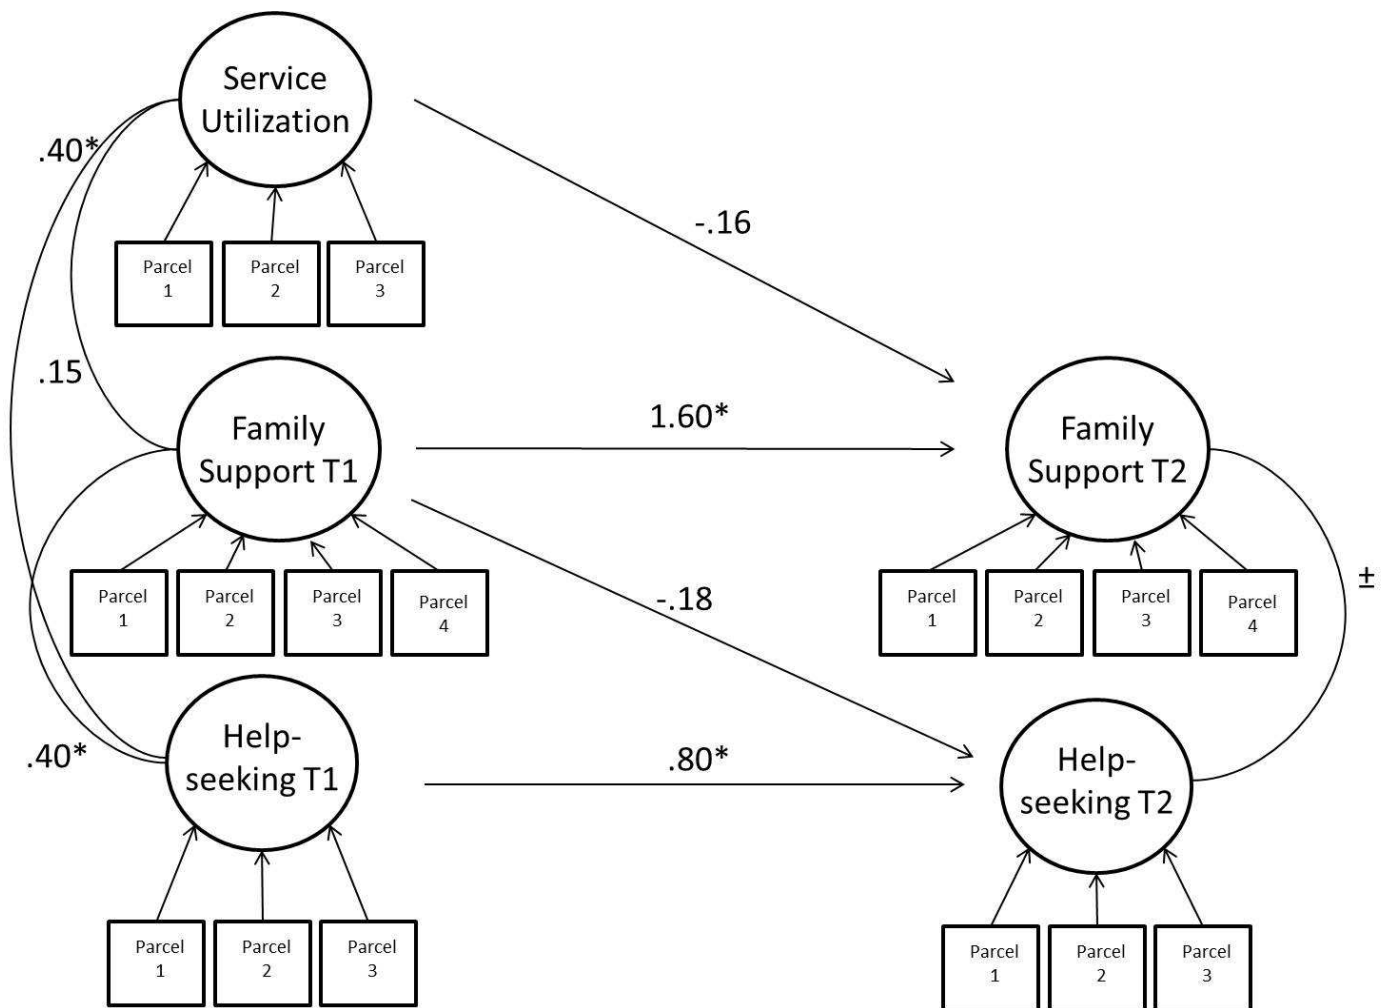 Service
Utilization
.40*
-.16
Parcel
1
Parcel
2
Parcel
3
.15
Family
Support T1
1.60*
Family
Support T2
Parcel
1
Parcel
2
Parcel
3
Parcel
4
-.18
Parcel
1
Parcel
2
Parcel
3
Parcel
4
±
.40*
Help-
seeking T1
.80*
Help-
seeking T2
Parcel
1
Parcel
2
Parcel
3
Parcel
1
Parcel
2
Parcel
3